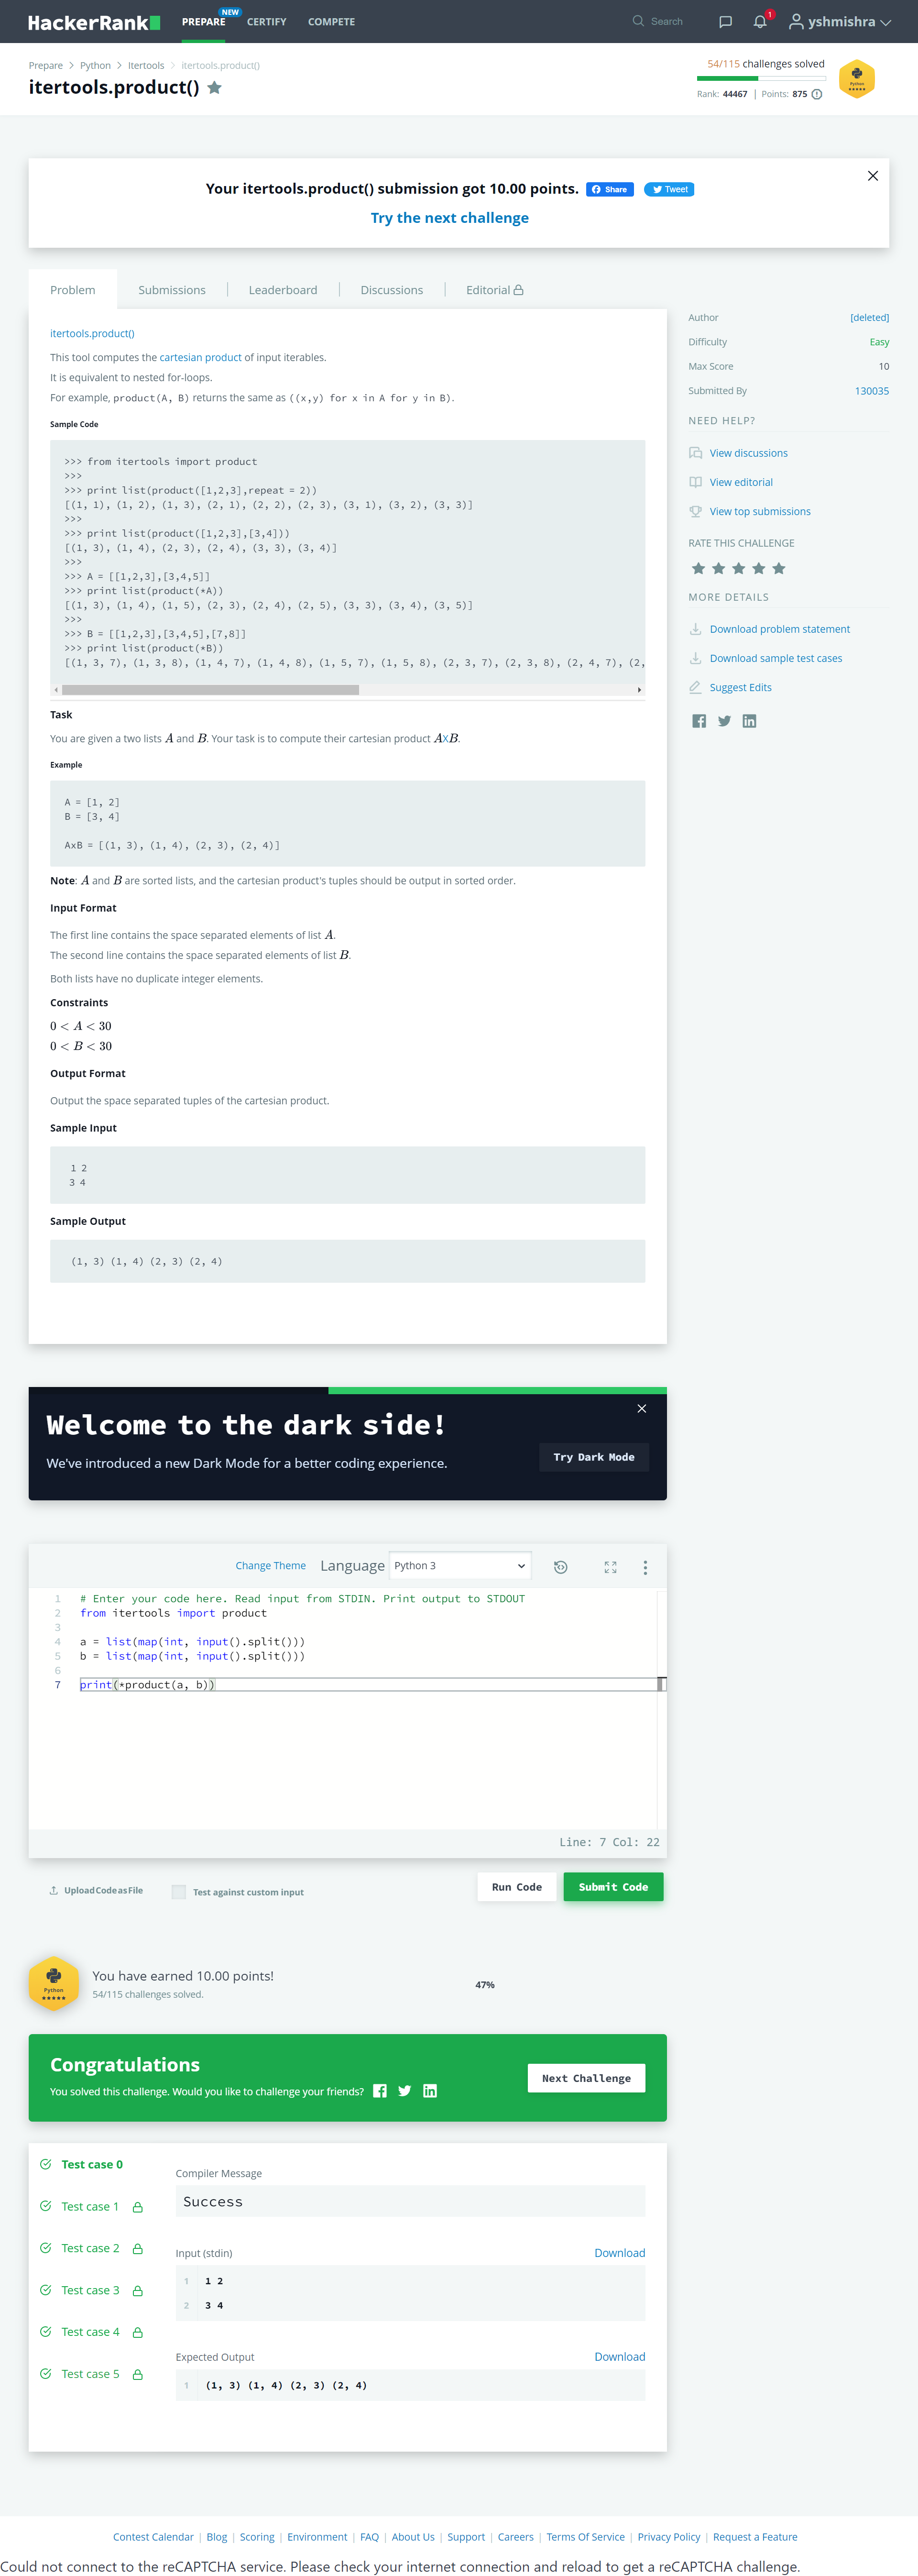 HackerRank PREPARE NEW CERTIFY COMPETE Search 1 yshmishra
Prepare > Python > Itertools > itertools.product()
itertools.product()
54/115 challenges solved
Rank: 44467 | Points: 875
Python
Your itertools.product() submission got 10.00 points. Share Tweet
Try the next challenge
Problem Submissions Leaderboard Discussions Editorial
itertools.product()
This tool computes the cartesian product of input iterables.
It is equivalent to nested for-loops.
For example, product(A, B) returns the same as ((x,y) for x in A for y in B).
Sample Code
>>> from itertools import product
>>>
>>> print list(product([1,2,3],repeat = 2))
[(1, 1), (1, 2), (1, 3), (2, 1), (2, 2), (2, 3), (3, 1), (3, 2), (3, 3)]
>>>
>>> print list(product([1,2,3],[3,4]))
[(1, 3), (1, 4), (2, 3), (2, 4), (3, 3), (3, 4)]
>>>
>>> A = [[1,2,3],[3,4,5]]
>>> print list(product(*A))
[(1, 3), (1, 4), (1, 5), (2, 3), (2, 4), (2, 5), (3, 3), (3, 4), (3, 5)]
>>>
>>> B = [[1,2,3],[3,4,5],[7,8]]
>>> print list(product(*B))
[(1, 3, 7), (1, 3, 8), (1, 4, 7), (1, 4, 8), (1, 5, 7), (1, 5, 8), (2, 3, 7), (2, 3, 8), (2, 4, 7), (2,
Task
You are given a two lists A and B. Your task is to compute their cartesian product AXB.
Example
A = [1, 2]
B = [3, 4]
AxB = [(1, 3), (1, 4), (2, 3), (2, 4)]
Note: A and B are sorted lists, and the cartesian product's tuples should be output in sorted order.
Input Format
The first line contains the space separated elements of list A.
The second line contains the space separated elements of list B.
Both lists have no duplicate integer elements.
Constraints
0 < A < 30
0 < B < 30
Output Format
Output the space separated tuples of the cartesian product.
Sample Input
1 2
3 4
Sample Output
(1, 3) (1, 4) (2, 3) (2, 4)
Author [deleted]
Difficulty Easy
Max Score 10
Submitted By 130035
NEED HELP?
View discussions
View editorial
View top submissions
RATE THIS CHALLENGE
MORE DETAILS
Download problem statement
Download sample test cases
Suggest Edits
Welcome to the dark side!
We've introduced a new Dark Mode for a better coding experience.
Try Dark Mode
Change Theme Language Python 3
1 # Enter your code here. Read input from STDIN. Print output to STDOUT
2 from itertools import product
3
4 a = list(map(int, input().split()))
5 b = list(map(int, input().split()))
6
7 print(*product(a, b))
Line: 7 Col: 22
Upload Code as File Test against custom input Run Code Submit Code
Python
You have earned 10.00 points!
54/115 challenges solved.
47%
Congratulations
You solved this challenge. Would you like to challenge your friends?
Next Challenge
Test case 0
Test case 1
Test case 2
Test case 3
Test case 4
Test case 5
Compiler Message
Success
Input (stdin) Download
1 1 2
2 3 4
Expected Output Download
1 (1, 3) (1, 4) (2, 3) (2, 4)
Contest Calendar | Blog | Scoring | Environment | FAQ | About Us | Support | Careers | Terms Of Service | Privacy Policy | Request a Feature
Could not connect to the reCAPTCHA service. Please check your internet connection and reload to get a reCAPTCHA challenge.